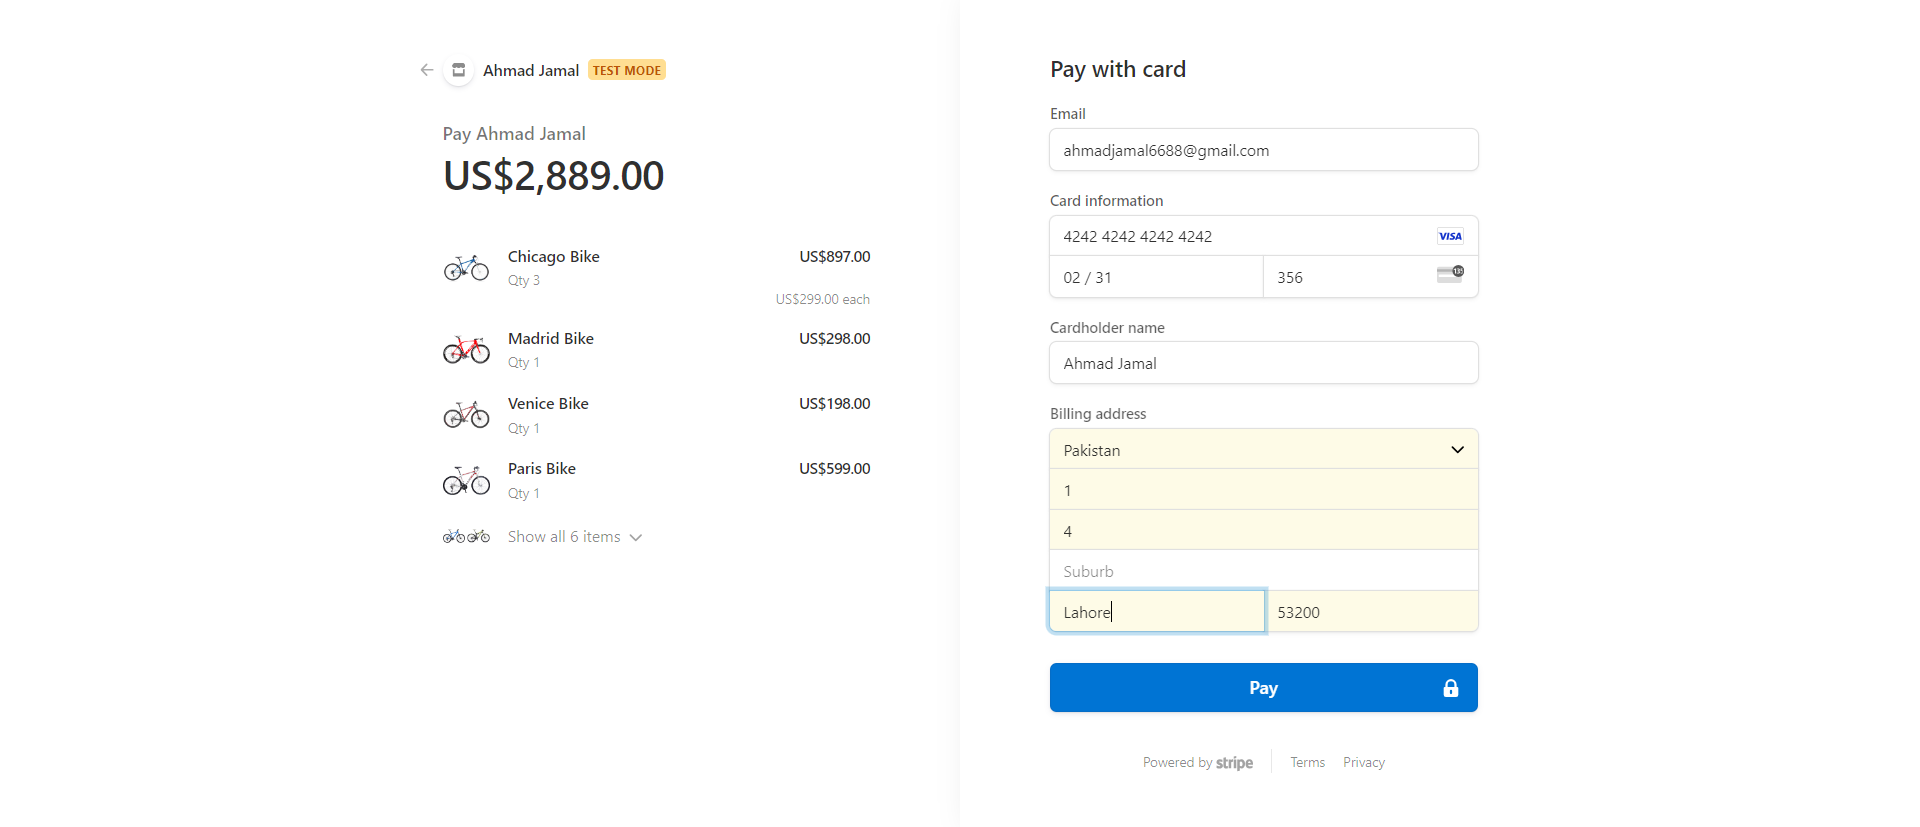 Ahmad Jamal TEST MODE
Pay Ahmad Jamal
US$2,889.00
Chicago Bike US$897.00
Qty 3
US$299.00 each
Madrid Bike US$298.00
Qty 1
Venice Bike US$198.00
Qty 1
Paris Bike US$599.00
Qty 1
Show all 6 items
Pay with card
Email
ahmadjamal6688@gmail.com
Card information
4242 4242 4242 4242 VISA
02 / 31 356 135
Cardholder name
Ahmad Jamal
Billing address
Pakistan
1
4
Suburb
Lahore 53200
Pay
Powered by stripe Terms Privacy